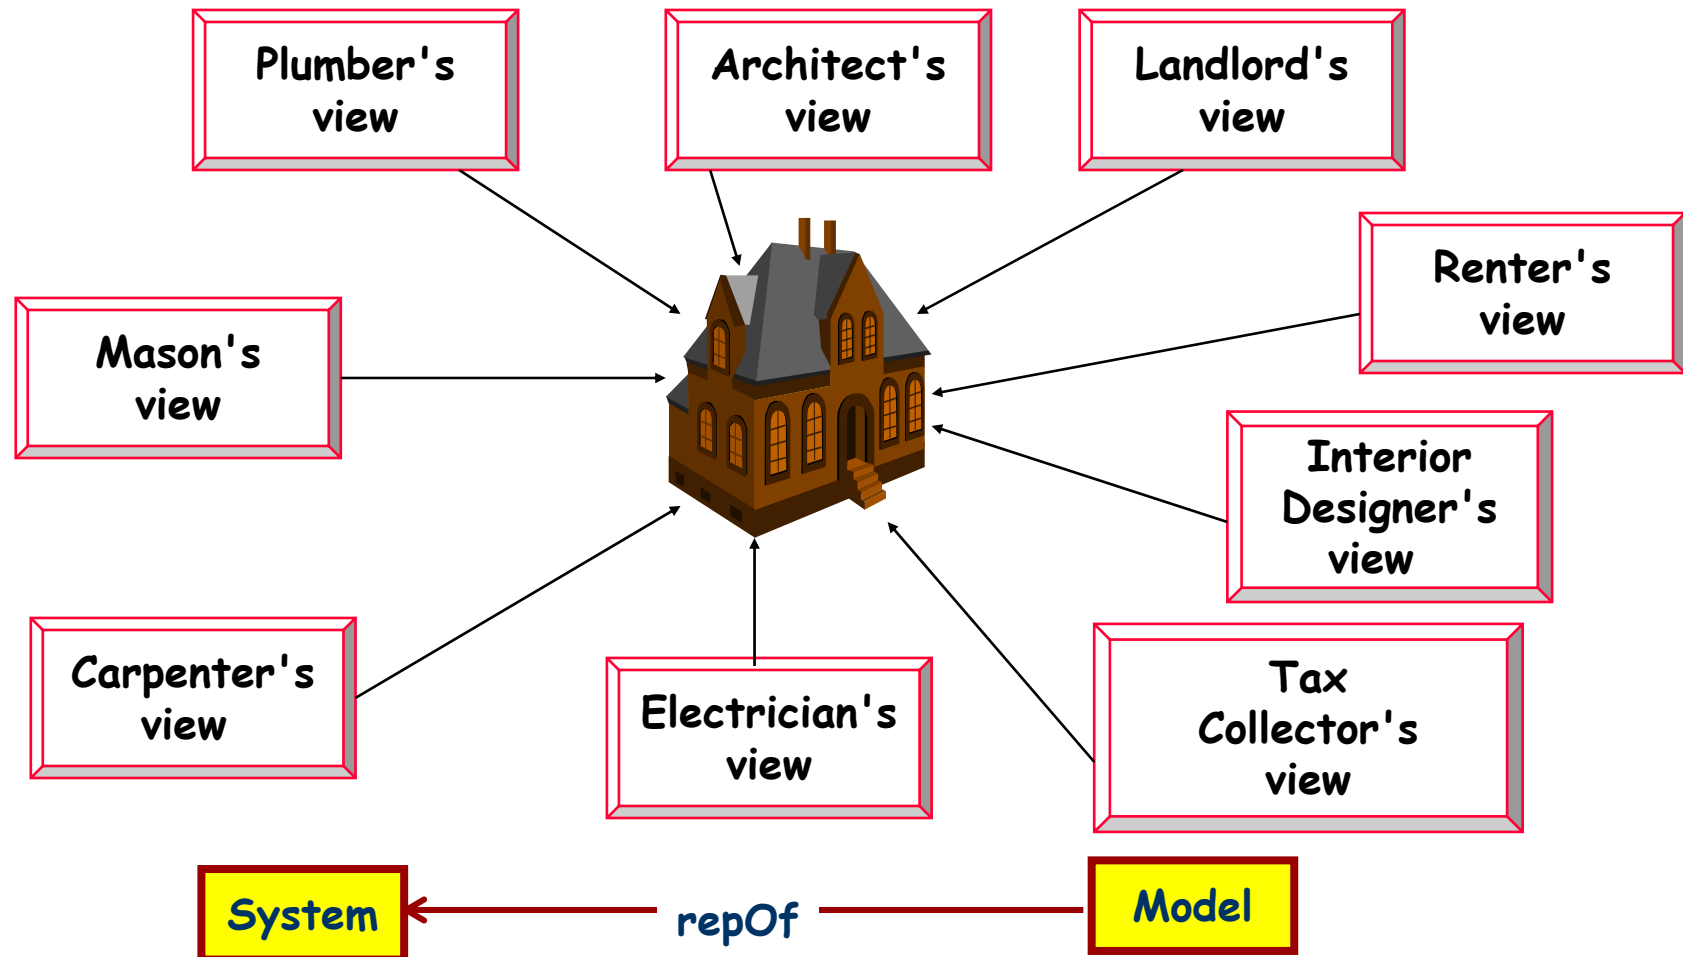 Plumber's
view
Architect's
view
Landlord's
view
Renter's
view
Mason's
view
Interior
Designer's
view
Carpenter's
view
Electrician's
view
Tax
Collector's
view
System
repOf
Model